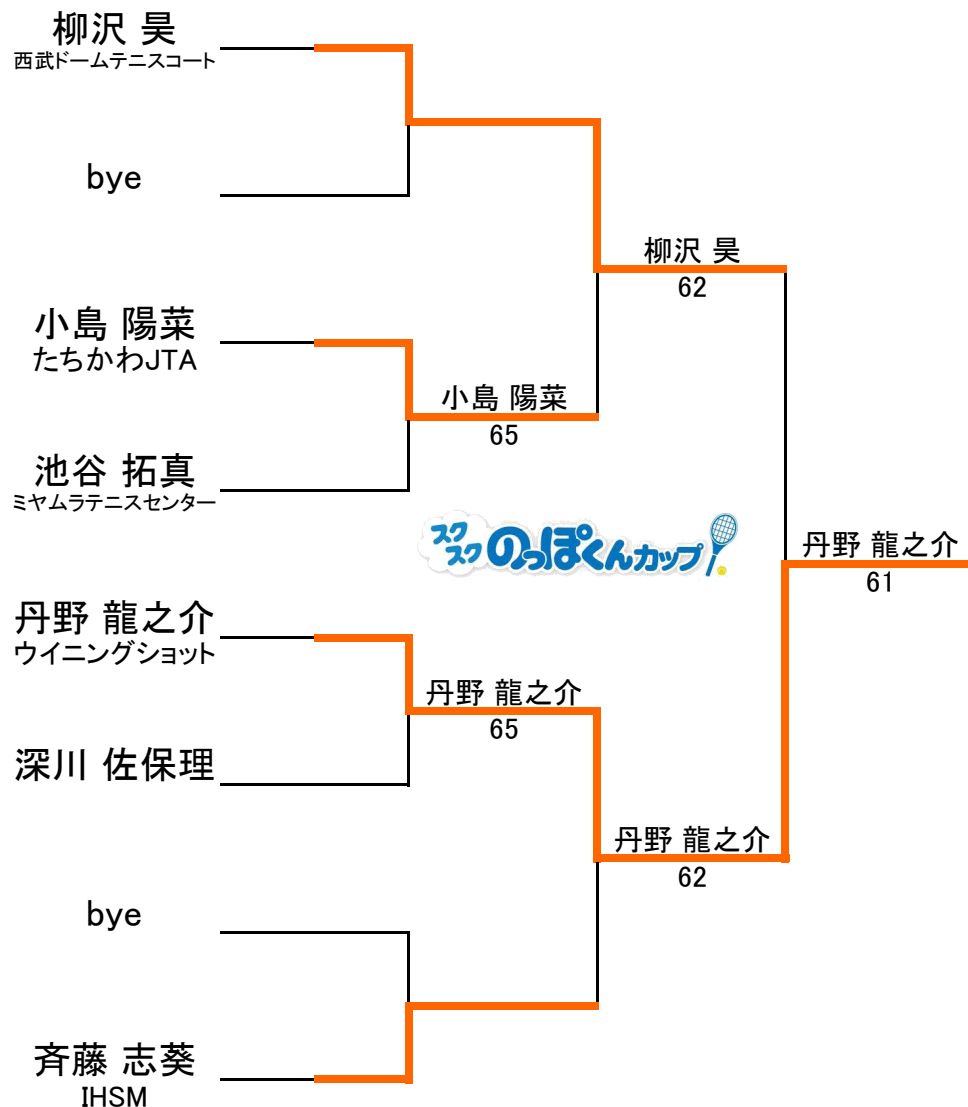 柳沢 昊
西武ドームテニスコート
bye
柳沢 昊
62
小島 陽菜
たちかわJTA
小島 陽菜
65
池谷 拓真
ミヤムラテニスセンター
スクスク のっぽくんカップ
丹野 龍之介
61
丹野 龍之介
ウイニングショット
丹野 龍之介
65
深川 佐保理
丹野 龍之介
62
bye
斉藤 志葵
IHSM